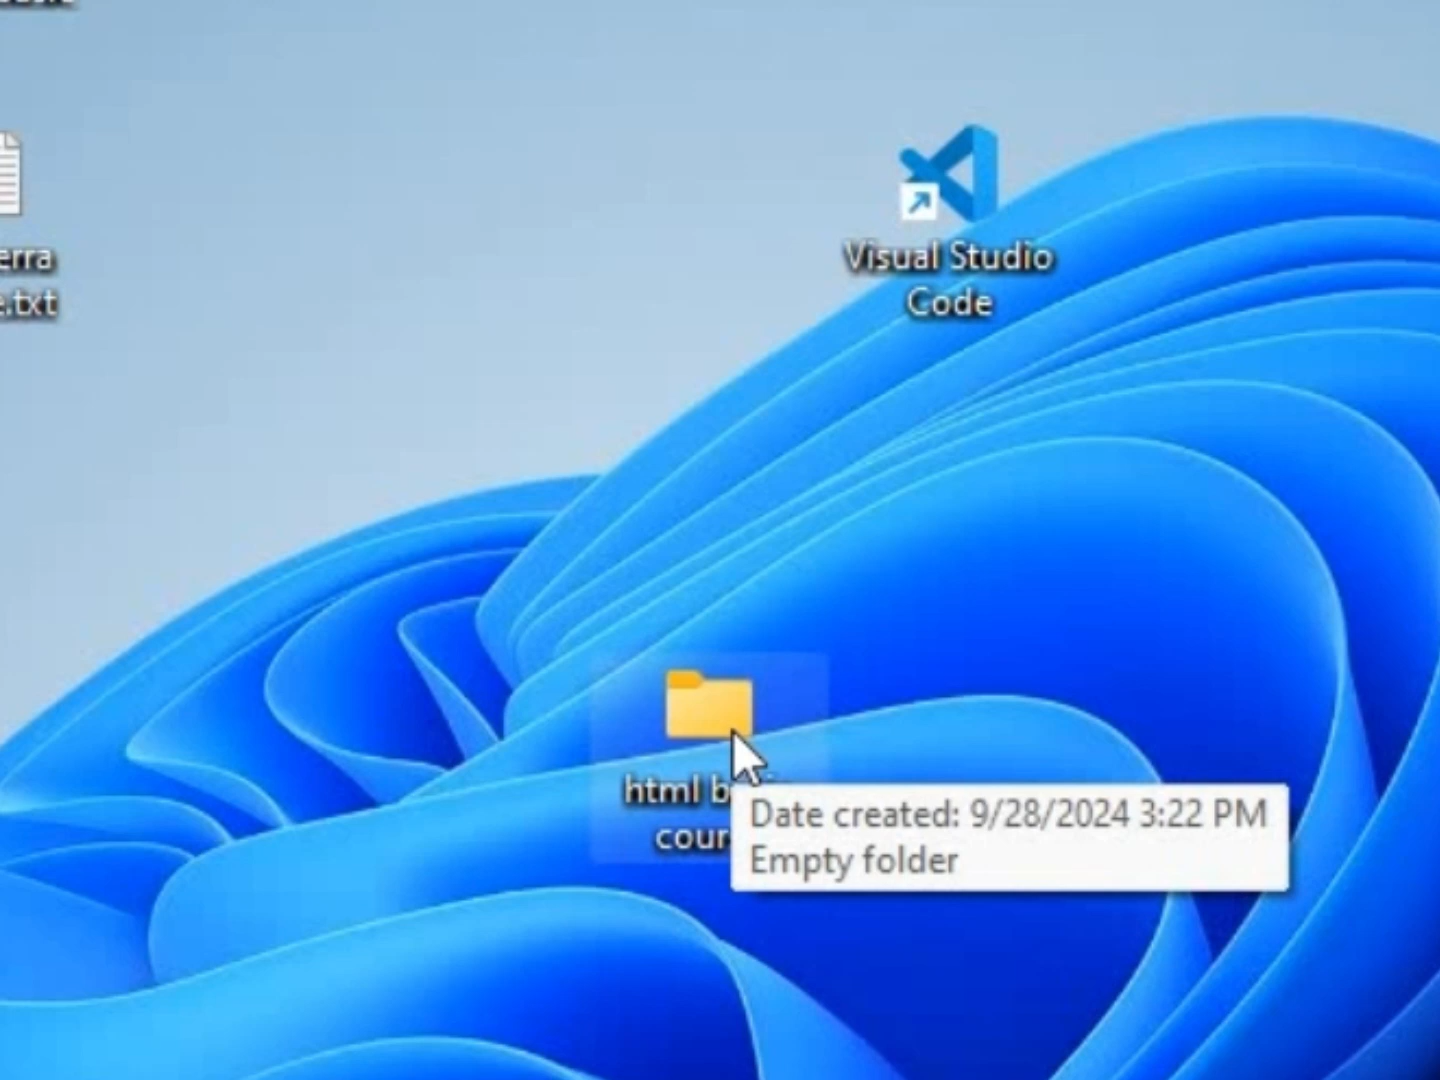 erra
e.txt
Visual Studio
Code
html
cour
Date created: 9/28/2024 3:22 PM
Empty folder